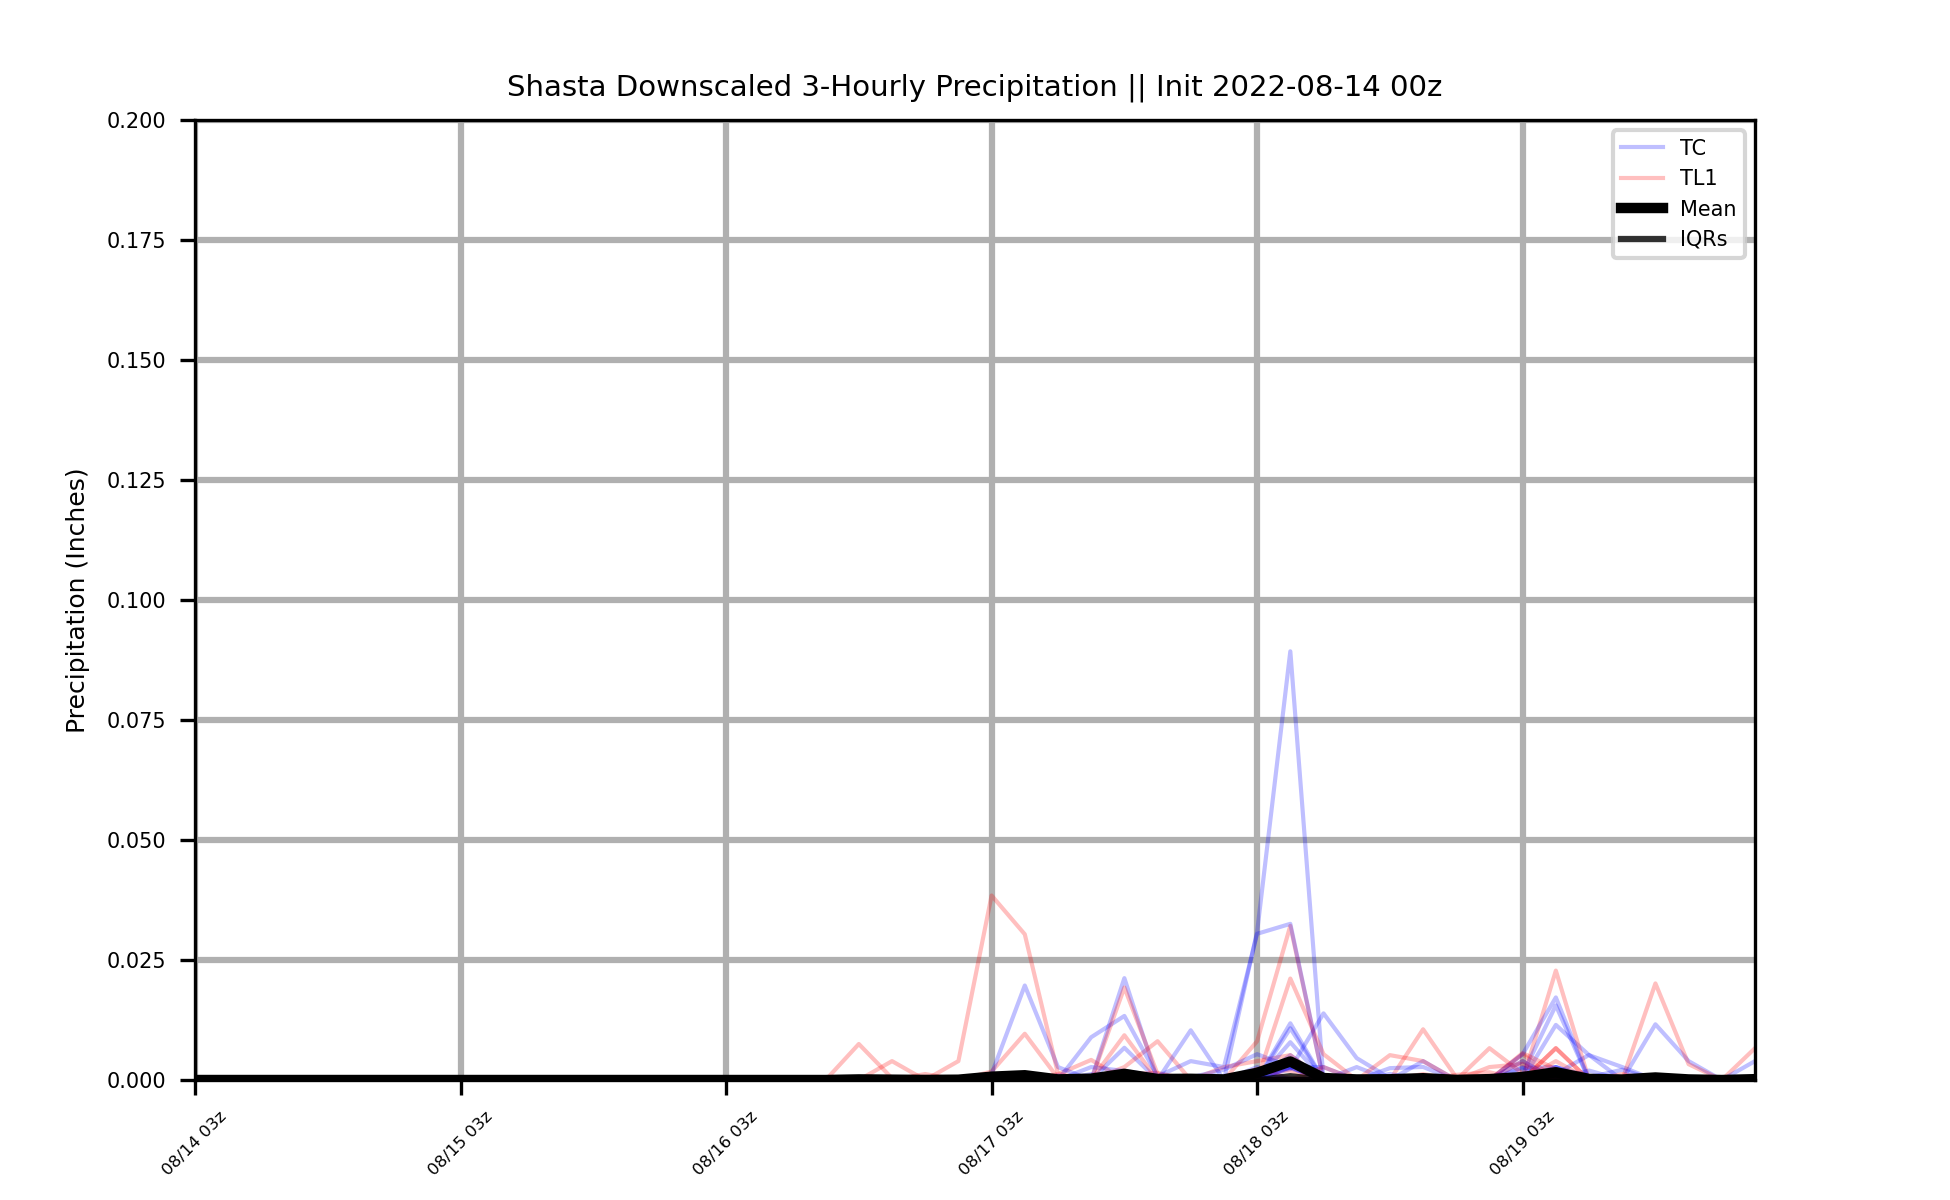 Shasta Downscaled 3-Hourly Precipitation || Init 2022-08-14 00z
TC
TL1
Mean
IQRs
Precipitation (Inches)
0.200
0.175
0.150
0.125
0.100
0.075
0.050
0.025
0.000
08/14 03z
08/15 03z
08/16 03z
08/17 03z
08/18 03z
08/19 03z